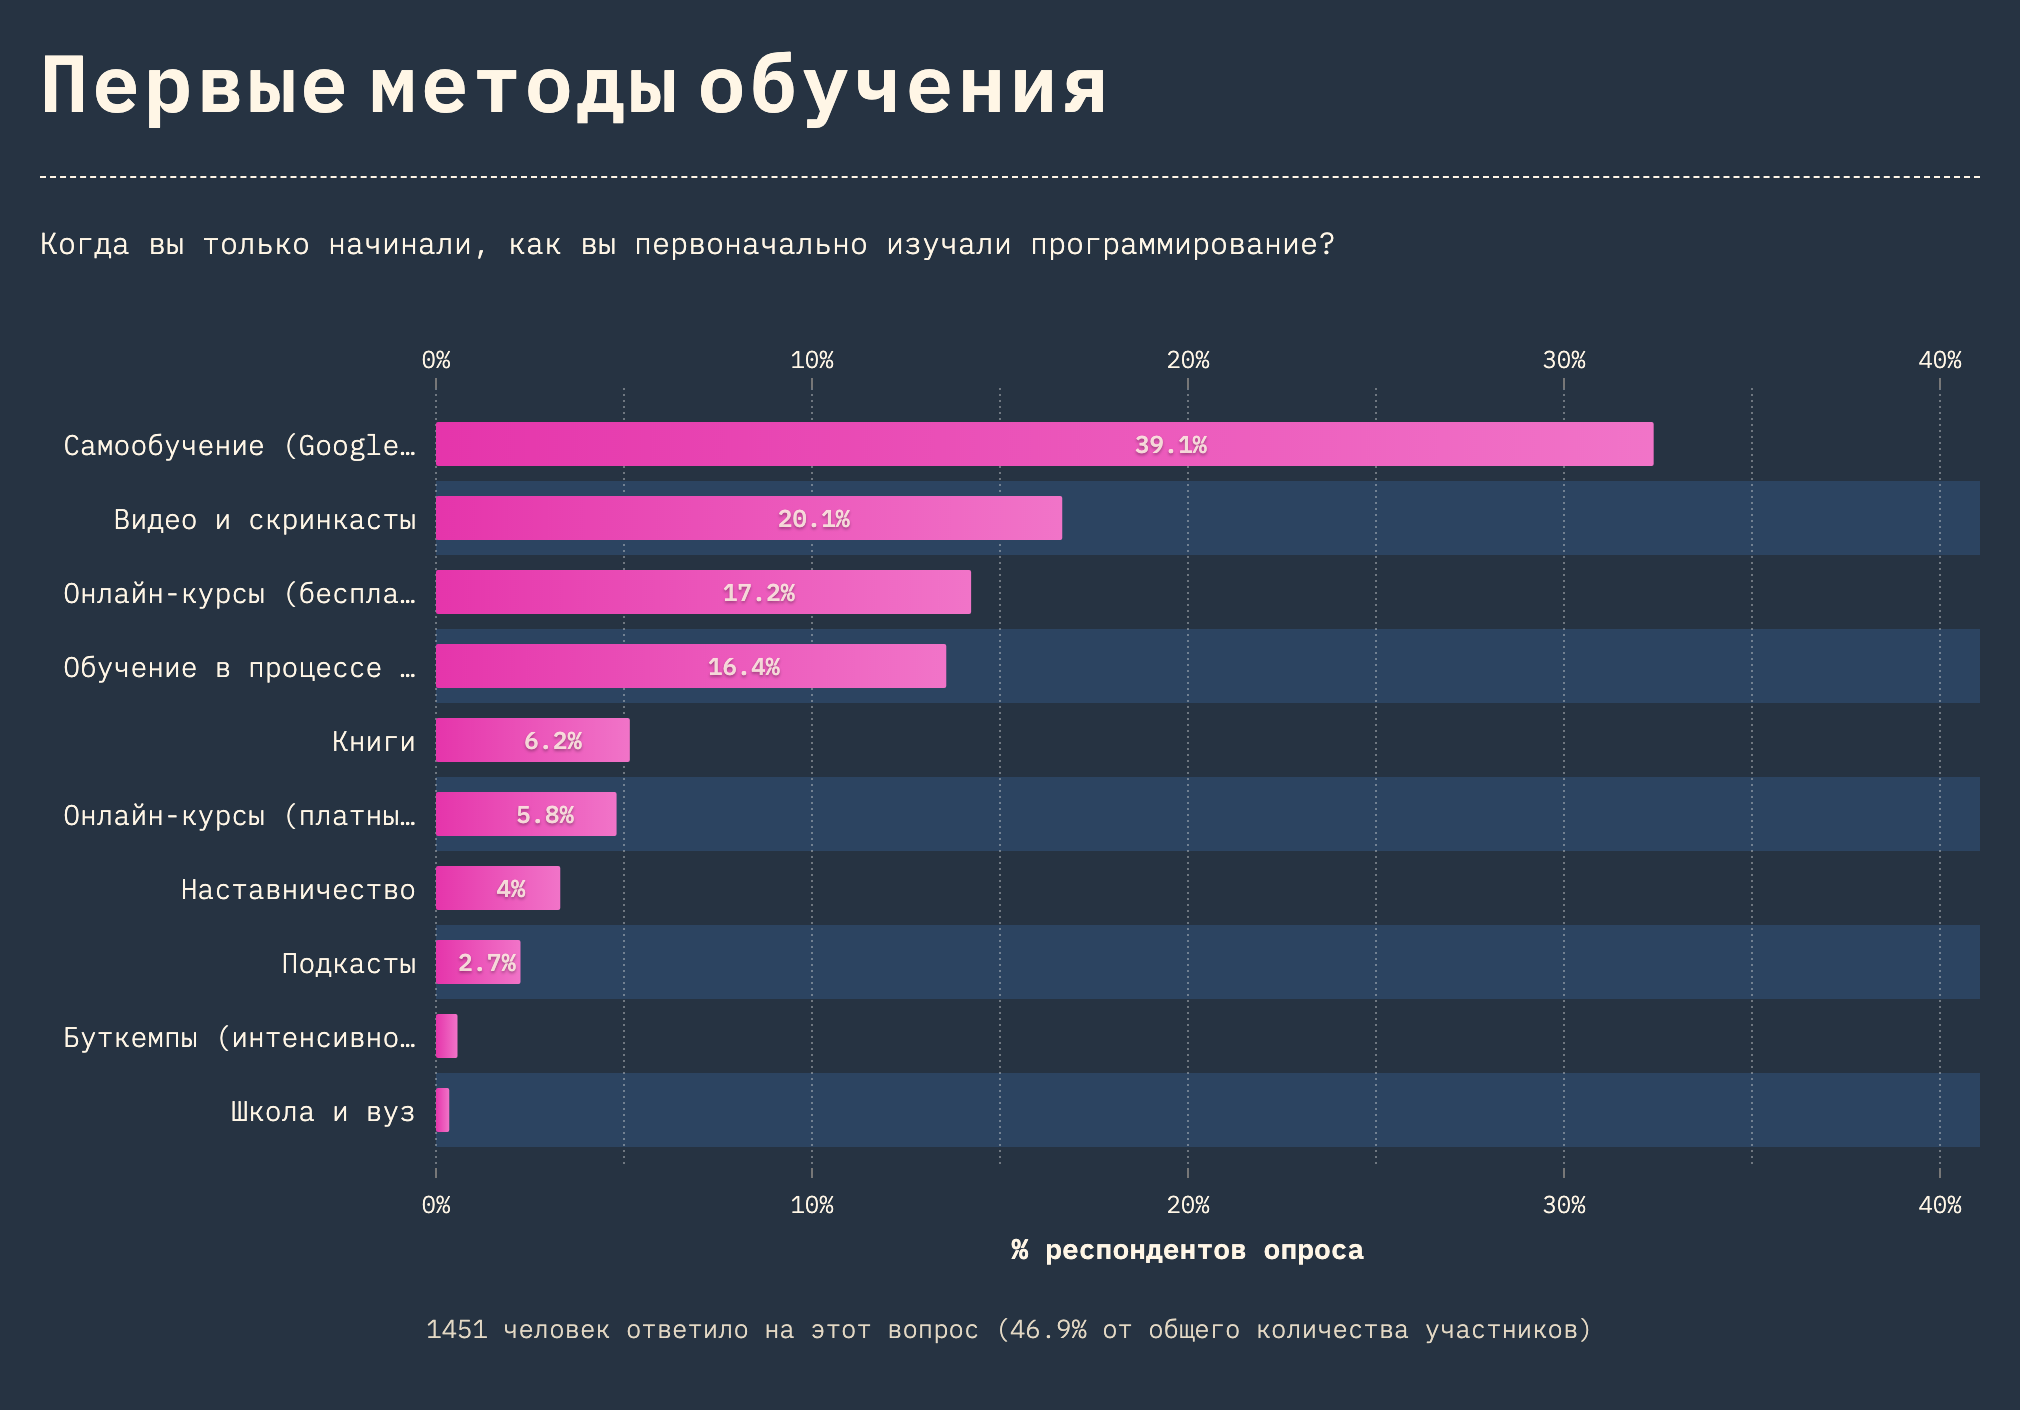 Первые методы обучения
Когда вы только начинали, как вы первоначально изучали программирование?
0% 10% 20% 30% 40%
Самообучение (Google… 39.1%
Видео и скринкасты 20.1%
Онлайн-курсы (беспла… 17.2%
Обучение в процессе … 16.4%
Книги 6.2%
Онлайн-курсы (платны… 5.8%
Наставничество 4%
Подкасты 2.7%
Буткемпы (интенсивно…
Школа и вуз
0% 10% 20% 30% 40%
% респондентов опроса
1451 человек ответило на этот вопрос (46.9% от общего количества участников)